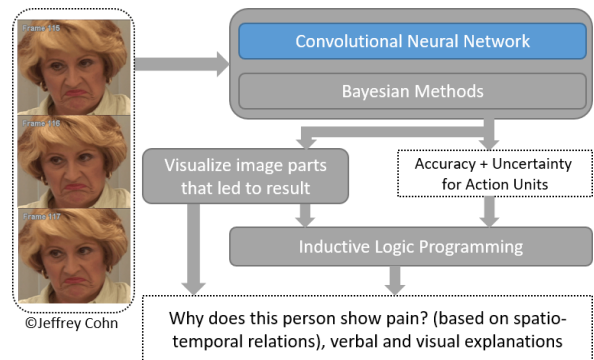 Frame 115
Frame 116
Frame 117
©Jeffrey Cohn
Convolutional Neural Network
Bayesian Methods
Visualize image parts
that led to result
Accuracy + Uncertainty
for Action Units
Inductive Logic Programming
Why does this person show pain? (based on spatio-
temporal relations), verbal and visual explanations